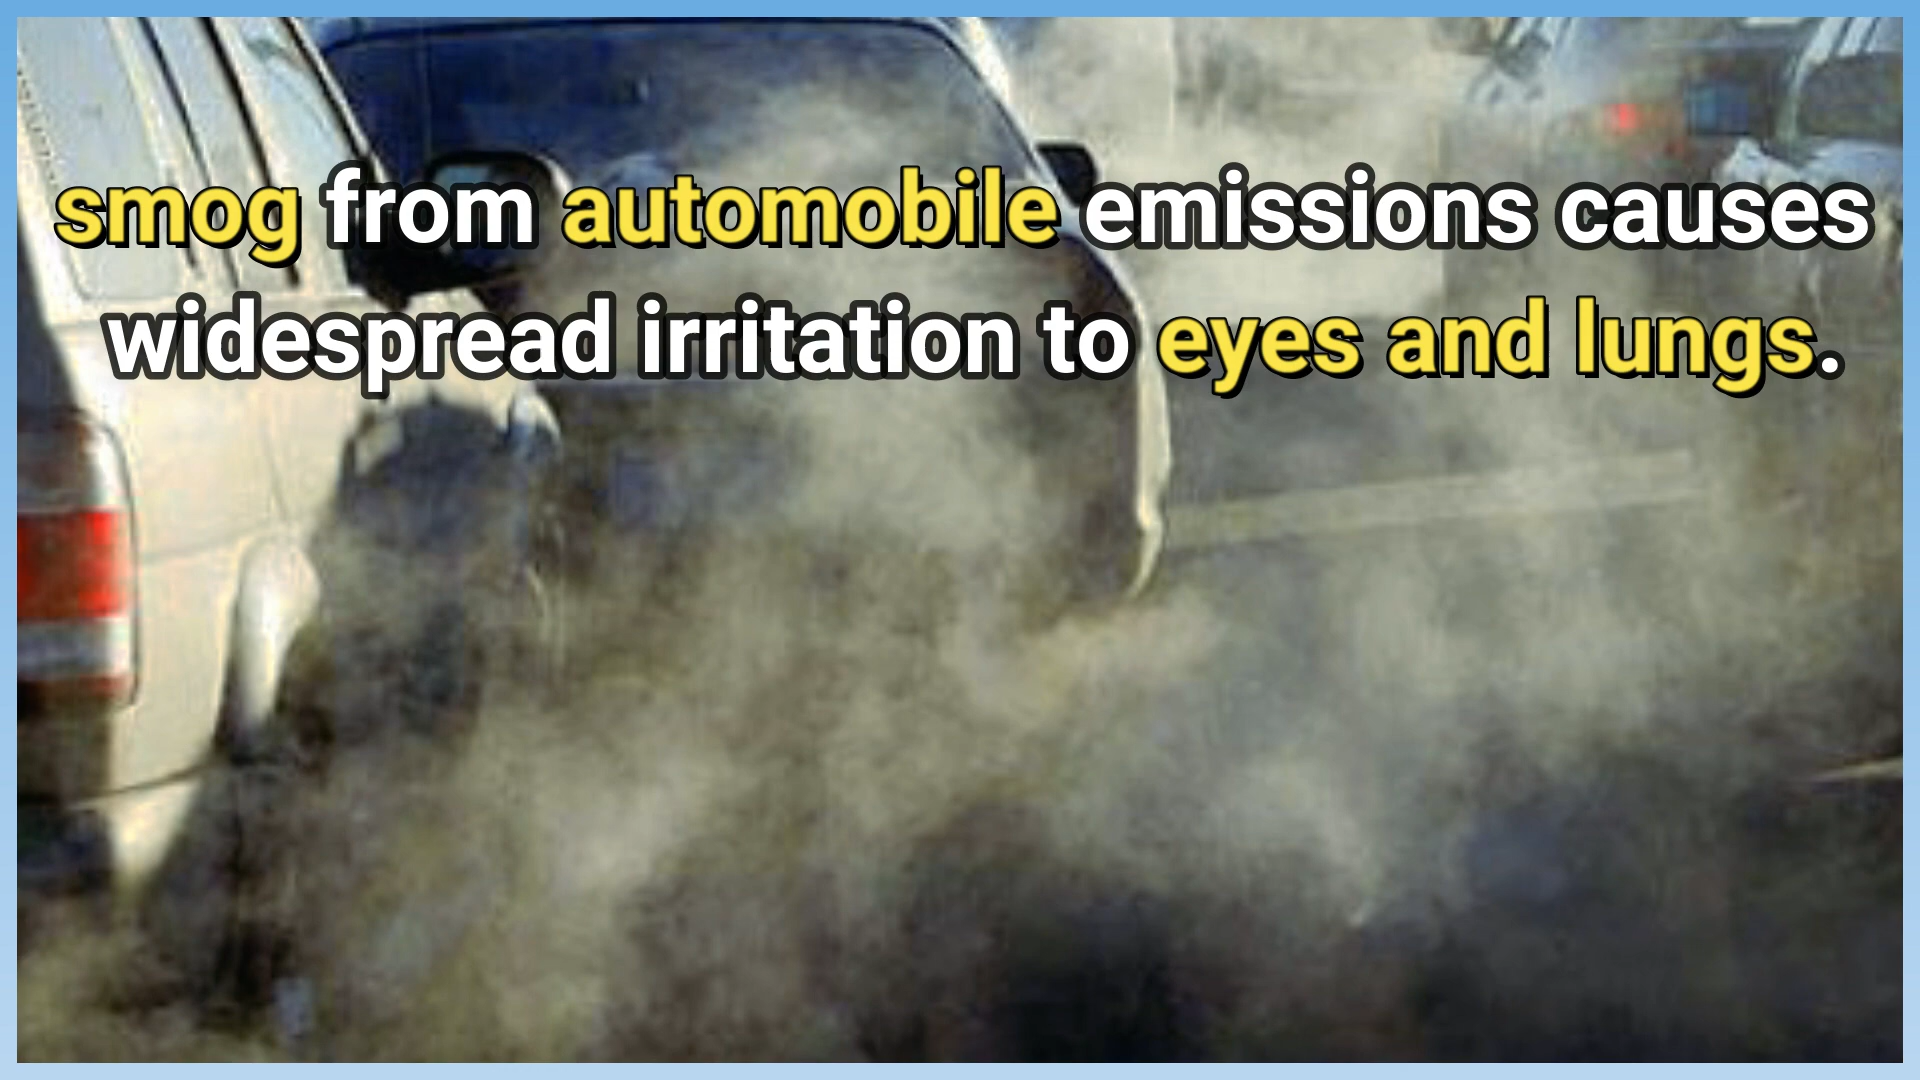 smog from automobile emissions causes
widespread irritation to eyes and lungs.